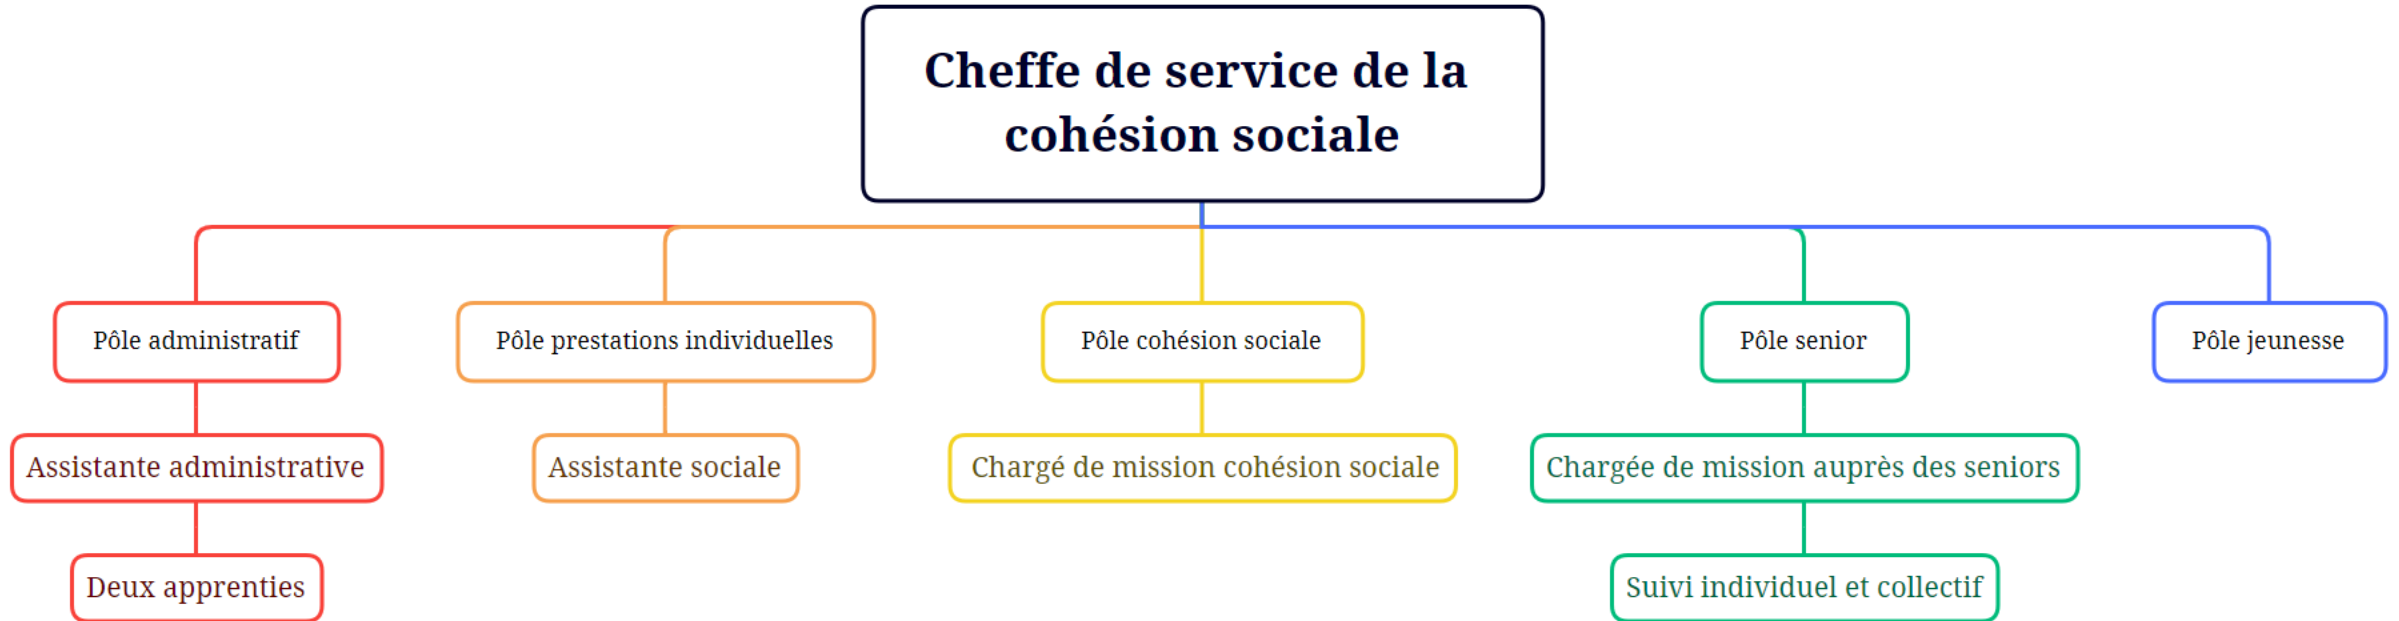 Cheffe de service de la
cohésion sociale
Pôle administratif
Pôle prestations individuelles
Pôle cohésion sociale
Pôle senior
Pôle jeunesse
Assistante administrative
Assistante sociale
Chargé de mission cohésion sociale
Chargée de mission auprès des seniors
Deux apprenties
Suivi individuel et collectif